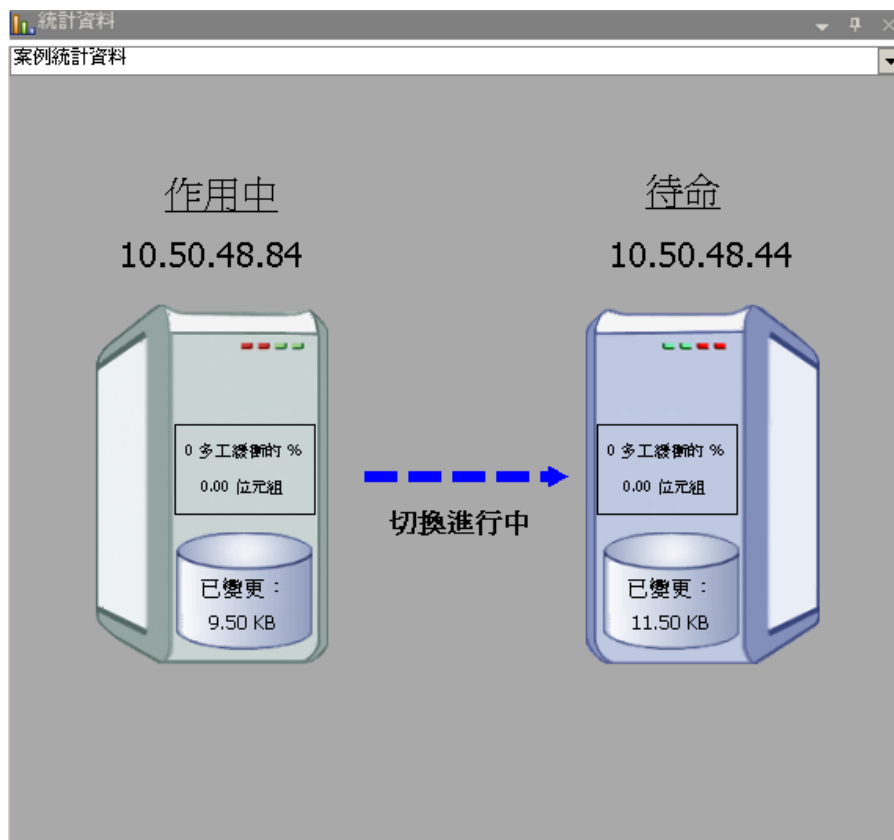 統計資料
案例統計資料
作用中
待命
10.50.48.84
10.50.48.44
0 多工緩衝的 %
0.00 位元組
0 多工緩衝的 %
0.00 位元組
切換進行中
已變更：
9.50 KB
已變更：
11.50 KB